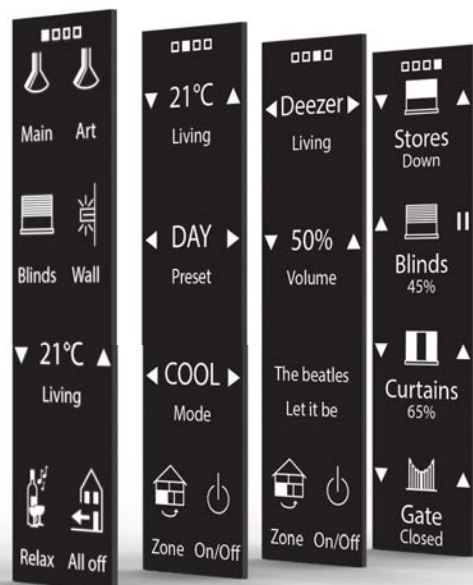 Main Art
Blinds Wall
21°C
Living
Relax All off
21°C
Living
DAY
Preset
COOL
Mode
Zone On/Off
Deezer
Living
50%
Volume
The beatles
Let it be
Zone On/Off
Stores
Down
Blinds
45%
Curtains
65%
Gate
Closed